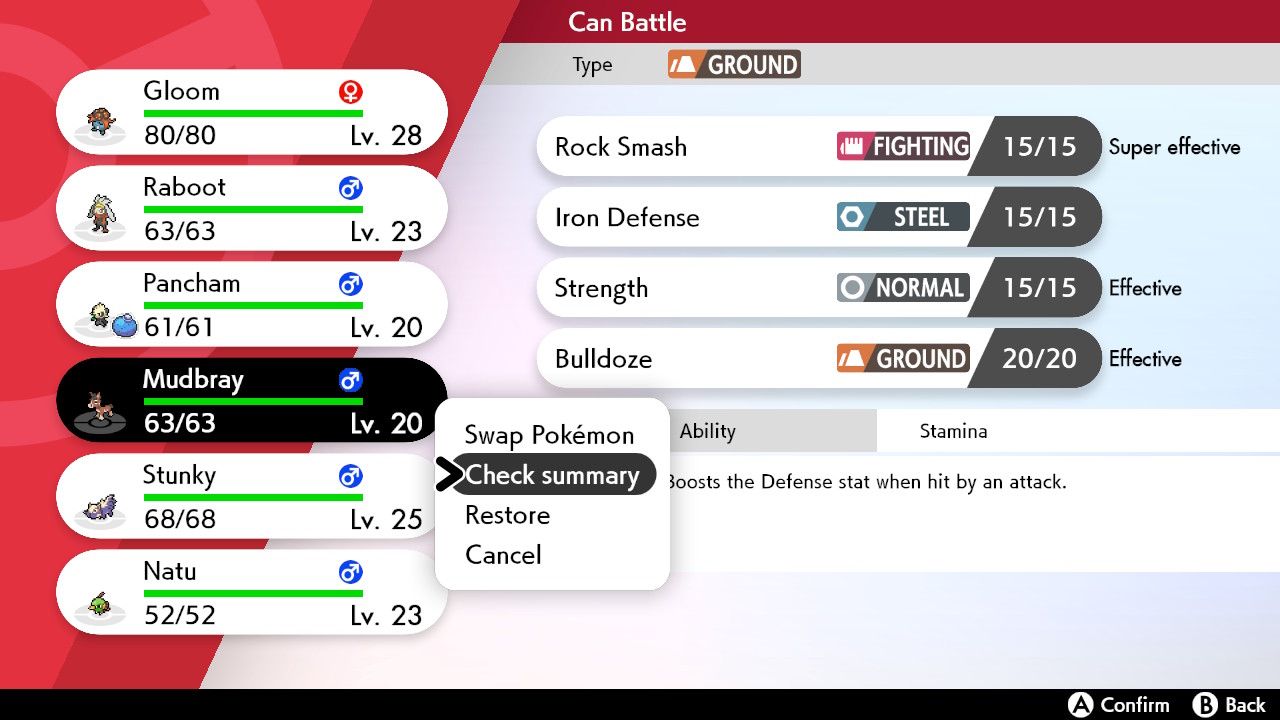 Can Battle
Type GROUND
Gloom ♀
80/80 Lv. 28
Raboot ♂
63/63 Lv. 23
Pancham ♂
61/61 Lv. 20
Mudbray ♂
63/63 Lv. 20
Stunky ♂
68/68 Lv. 25
Natu ♂
52/52 Lv. 23
Rock Smash FIGHTING 15/15 Super effective
Iron Defense STEEL 15/15
Strength NORMAL 15/15 Effective
Bulldoze GROUND 20/20 Effective
Swap Pokémon
Check summary
Restore
Cancel
Ability Stamina
Boosts the Defense stat when hit by an attack.
A Confirm B Back